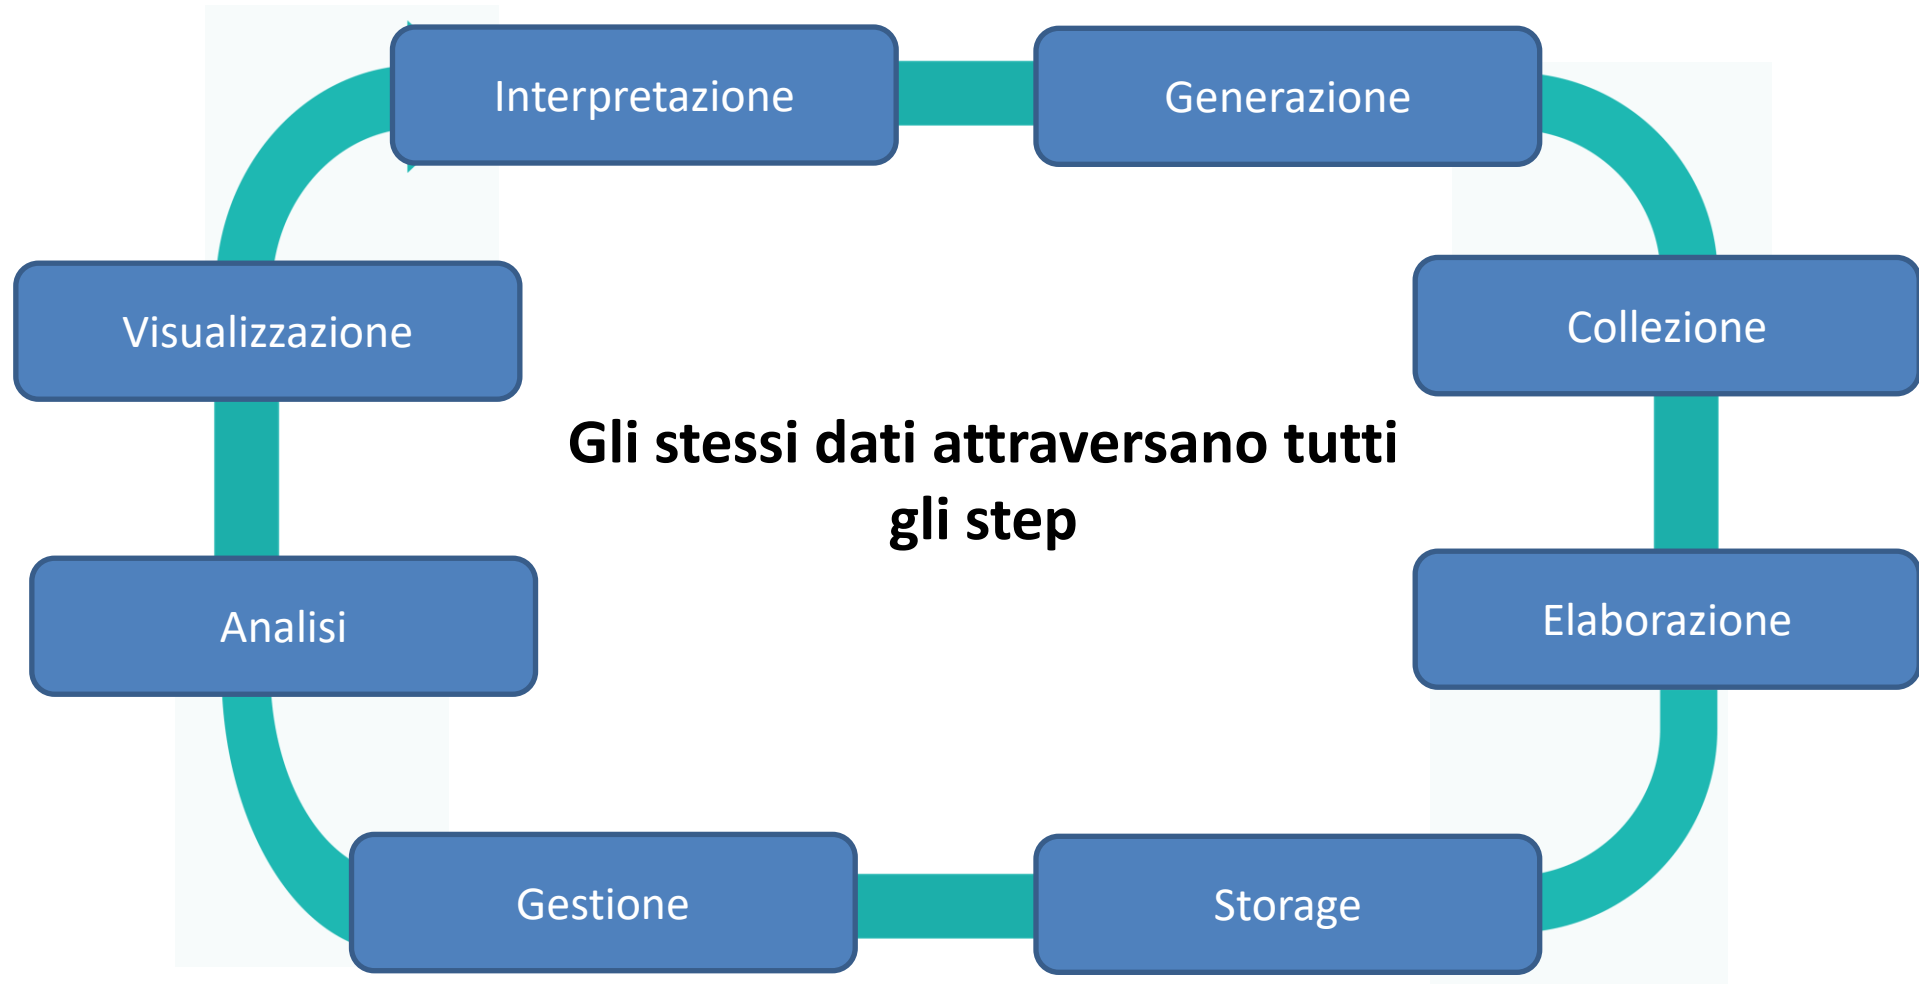 Interpretazione
Generazione
Visualizzazione
Collezione
Gli stessi dati attraversano tutti
gli step
Analisi
Elaborazione
Gestione
Storage